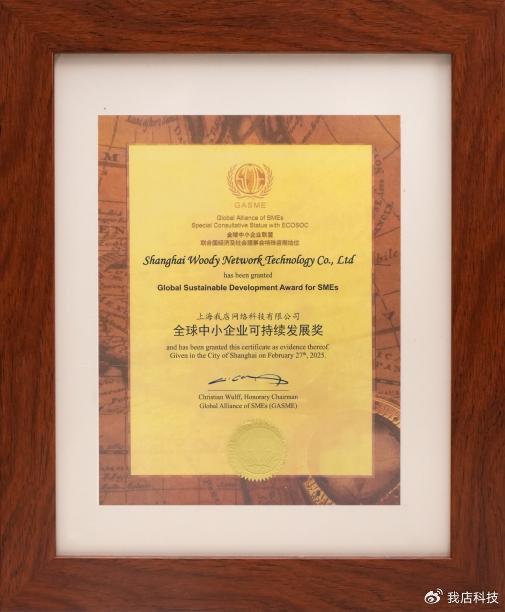 GASME
Global Alliance of SMEs
Special Consultative Status with ECOSOC
全球中小企业联盟
联合国经济及社会理事会特殊咨商地位
Shanghai Woody Network Technology Co., Ltd
has been granted
Global Sustainable Development Award for SMEs
上海我店网络科技有限公司
全球中小企业可持续发展奖
and has been granted this certificate as evidence thereof.
Given in the City of Shanghai on February 27th, 2025.
Christian Wulff, Honorary Chairman
Global Alliance of SMEs (GASME)
我店科技